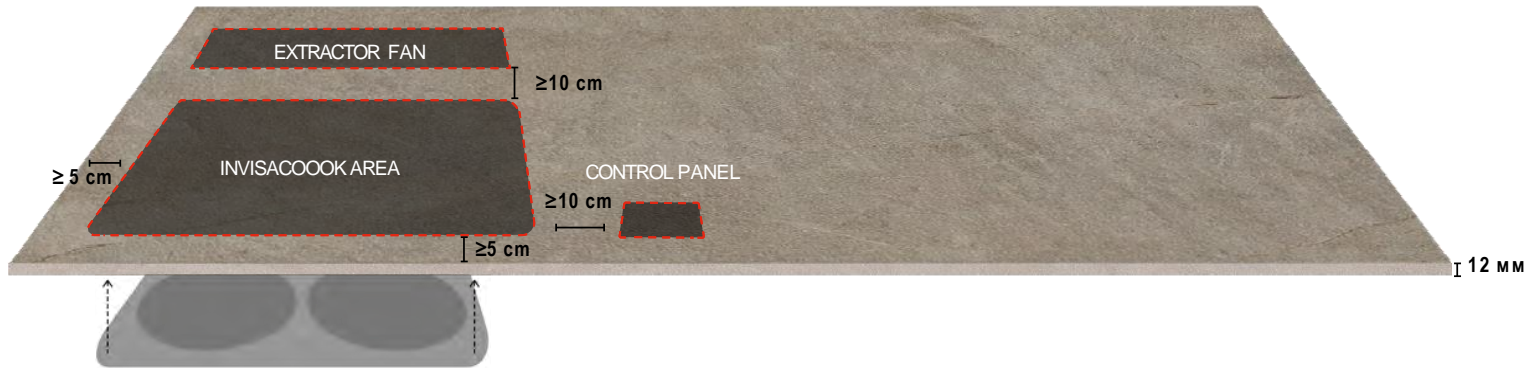 EXTRACTOR FAN
≥10 cm
INVISACOOOK AREA
≥ 5 cm
CONTROL PANEL
≥10 cm
≥5 cm
12 мм